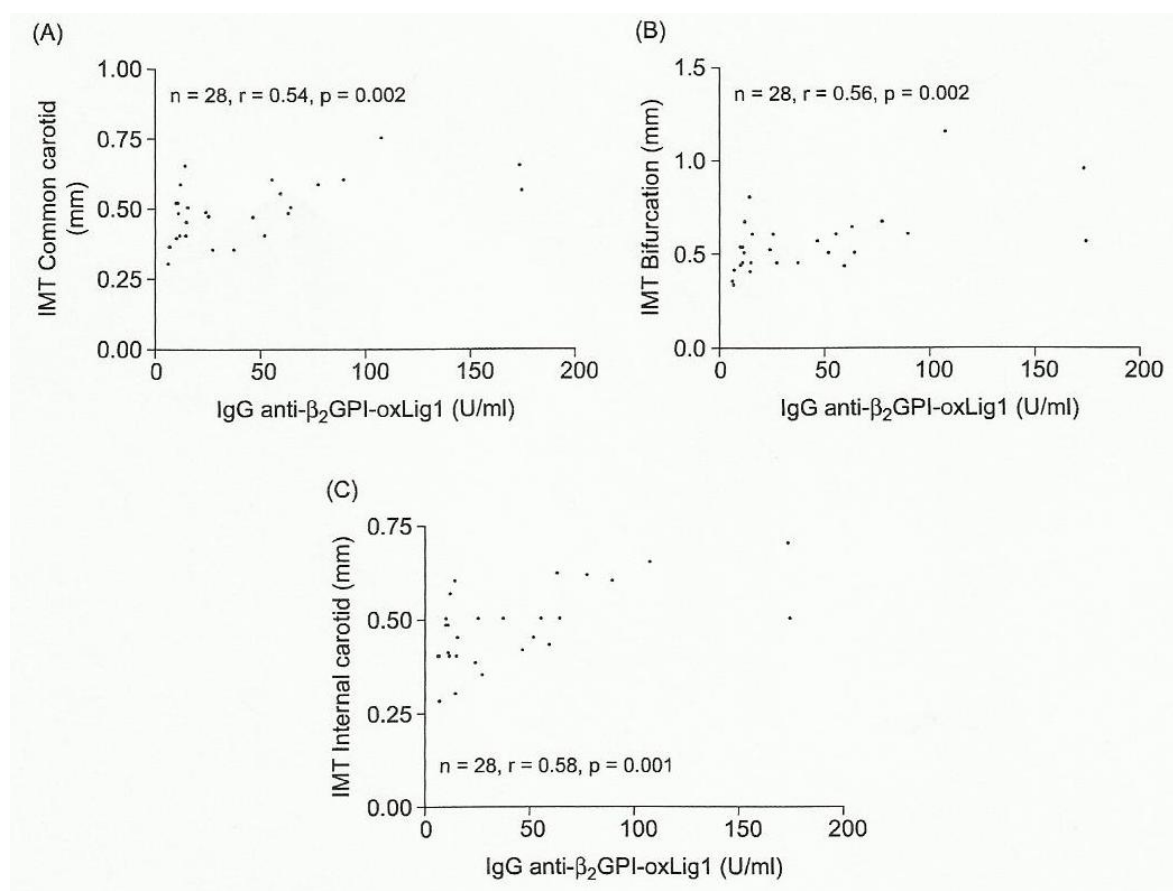 (A)
1.00
n = 28, r = 0.54, p = 0.002
0.75
0.50
0.25
0.00
IMT Common carotid
(mm)
0 50 100 150 200
IgG anti-β₂GPI-oxLig1 (U/ml)
(B)
1.5
n = 28, r = 0.56, p = 0.002
1.0
0.5
0.0
IMT Bifurcation (mm)
0 50 100 150 200
IgG anti-β₂GPI-oxLig1 (U/ml)
(C)
0.75
0.50
0.25
n = 28, r = 0.58, p = 0.001
0.00
IMT Internal carotid (mm)
0 50 100 150 200
IgG anti-β₂GPI-oxLig1 (U/ml)